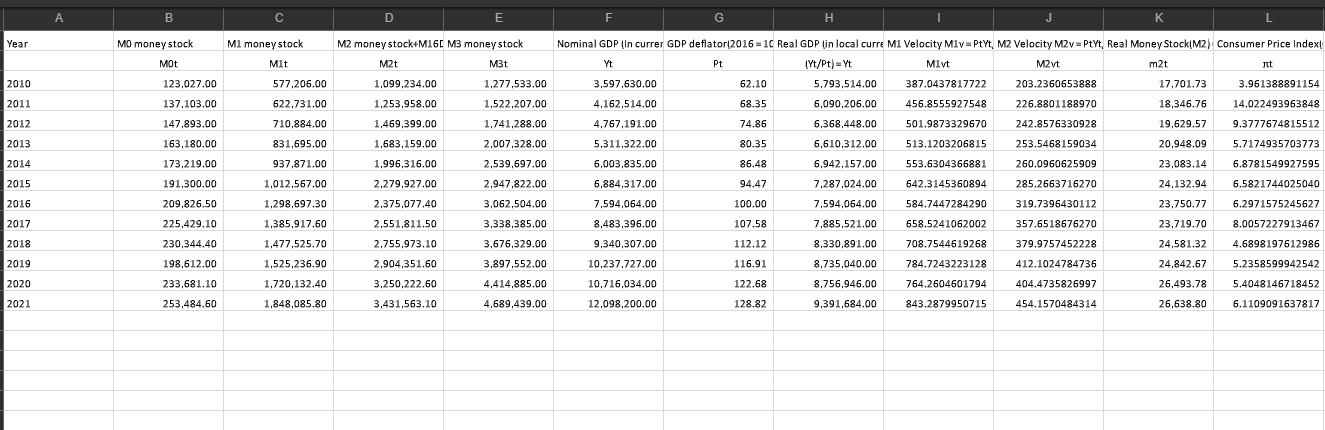 A B C D E F G H I J K L
Year M0 money stock M1 money stock M2 money stock+M16D M3 money stock Nominal GDP (In currer GDP deflator(2016 = 10 Real GDP (in local curre M1 Velocity M1v = PtYt, M2 Velocity M2v = PtYt, Real Money Stock(M2) Consumer Price Index(
M0t M1t M2t M3t Yt Pt (Yt/Pt) = Yt M1vt M2vt m2t πt
2010 123,027.00 577,206.00 1,099,234.00 1,277,533.00 3,597,630.00 62.10 5,793,514.00 387.0437817722 203.2360653888 17,701.73 3.961388891154
2011 137,103.00 622,731.00 1,253,958.00 1,522,207.00 4,162,514.00 68.35 6,090,206.00 456.8555927548 226.8801188970 18,346.76 14.022493963848
2012 147,893.00 710,884.00 1,469,399.00 1,741,288.00 4,767,191.00 74.86 6,368,448.00 501.9873329670 242.8576330928 19,629.57 9.3777674815512
2013 163,180.00 831,695.00 1,683,159.00 2,007,328.00 5,311,322.00 80.35 6,610,312.00 513.1203206815 253.5468159034 20,948.09 5.7174935703773
2014 173,219.00 937,871.00 1,996,316.00 2,539,697.00 6,003,835.00 86.48 6,942,157.00 553.6304366881 260.0960625909 23,083.14 6.8781549927595
2015 191,300.00 1,012,567.00 2,279,927.00 2,947,822.00 6,884,317.00 94.47 7,287,024.00 642.3145360894 285.2663716270 24,132.94 6.5821744025040
2016 209,826.50 1,298,697.30 2,375,077.40 3,062,504.00 7,594,064.00 100.00 7,594,064.00 584.7447284290 319.7396430112 23,750.77 6.2971575245627
2017 225,429.10 1,385,917.60 2,551,811.50 3,338,385.00 8,483,396.00 107.58 7,885,521.00 658.5241062002 357.6518676270 23,719.70 8.0057227913467
2018 230,344.40 1,477,525.70 2,755,973.10 3,676,329.00 9,340,307.00 112.12 8,330,891.00 708.7544619268 379.9757452228 24,581.32 4.6898197612986
2019 198,612.00 1,525,236.90 2,904,351.60 3,897,552.00 10,237,727.00 116.91 8,735,040.00 784.7243223128 412.1024784736 24,842.67 5.2358599942542
2020 233,681.10 1,720,132.40 3,250,222.60 4,414,885.00 10,716,034.00 122.68 8,756,946.00 764.2604601794 404.4735826997 26,493.78 5.4048146718452
2021 253,484.60 1,848,085.80 3,431,563.10 4,689,439.00 12,098,200.00 128.82 9,391,684.00 843.2879950715 454.1570484314 26,638.80 6.1109091637817